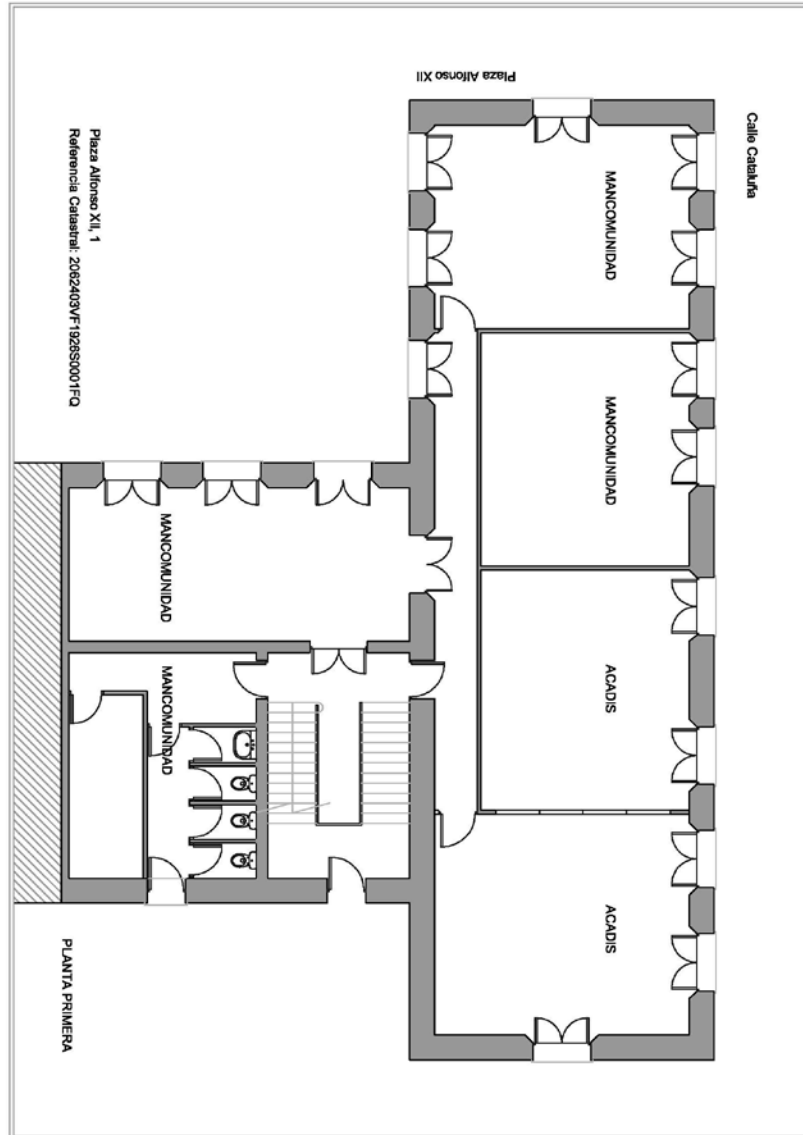 Calle Cataluña
Plaza Alfonso XII
MANCOMUNIDAD
MANCOMUNIDAD
ACADIS
ACADIS
MANCOMUNIDAD
MANCOMUNIDAD
Plaza Alfonso XII, 1
Referencia Catastral: 2062403VF1926S0001FQ
PLANTA PRIMERA